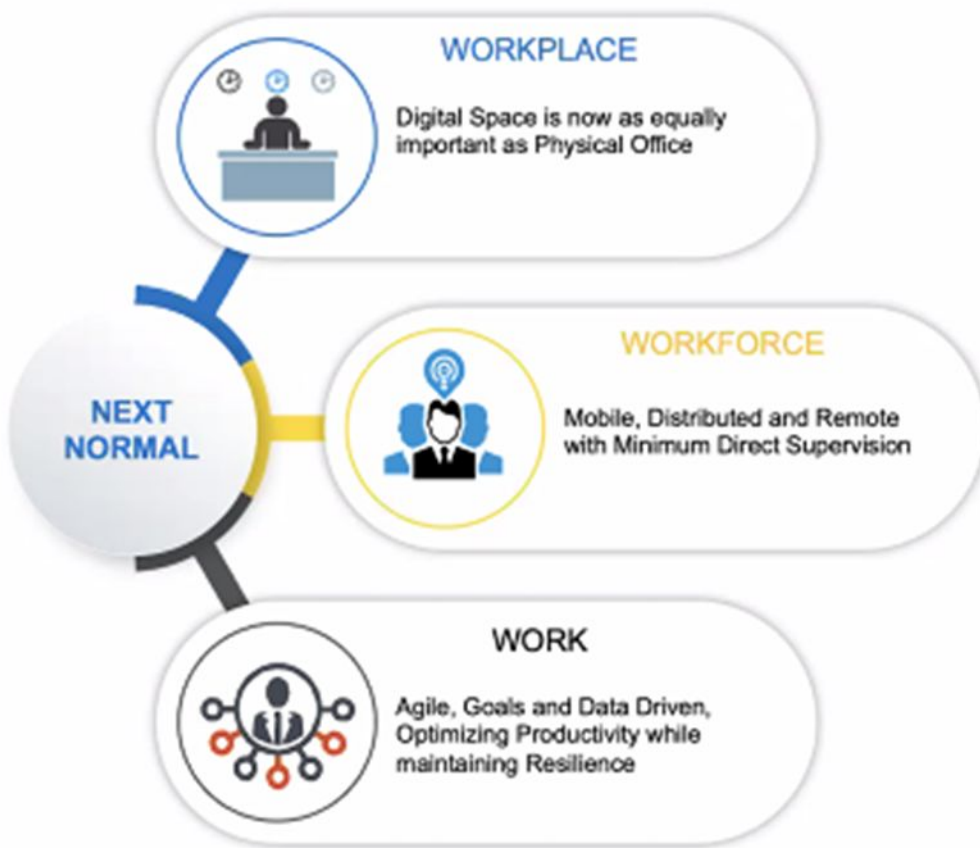 WORKPLACE
Digital Space is now as equally
important as Physical Office
NEXT
NORMAL
WORKFORCE
Mobile, Distributed and Remote
with Minimum Direct Supervision
WORK
Agile, Goals and Data Driven,
Optimizing Productivity while
maintaining Resilience